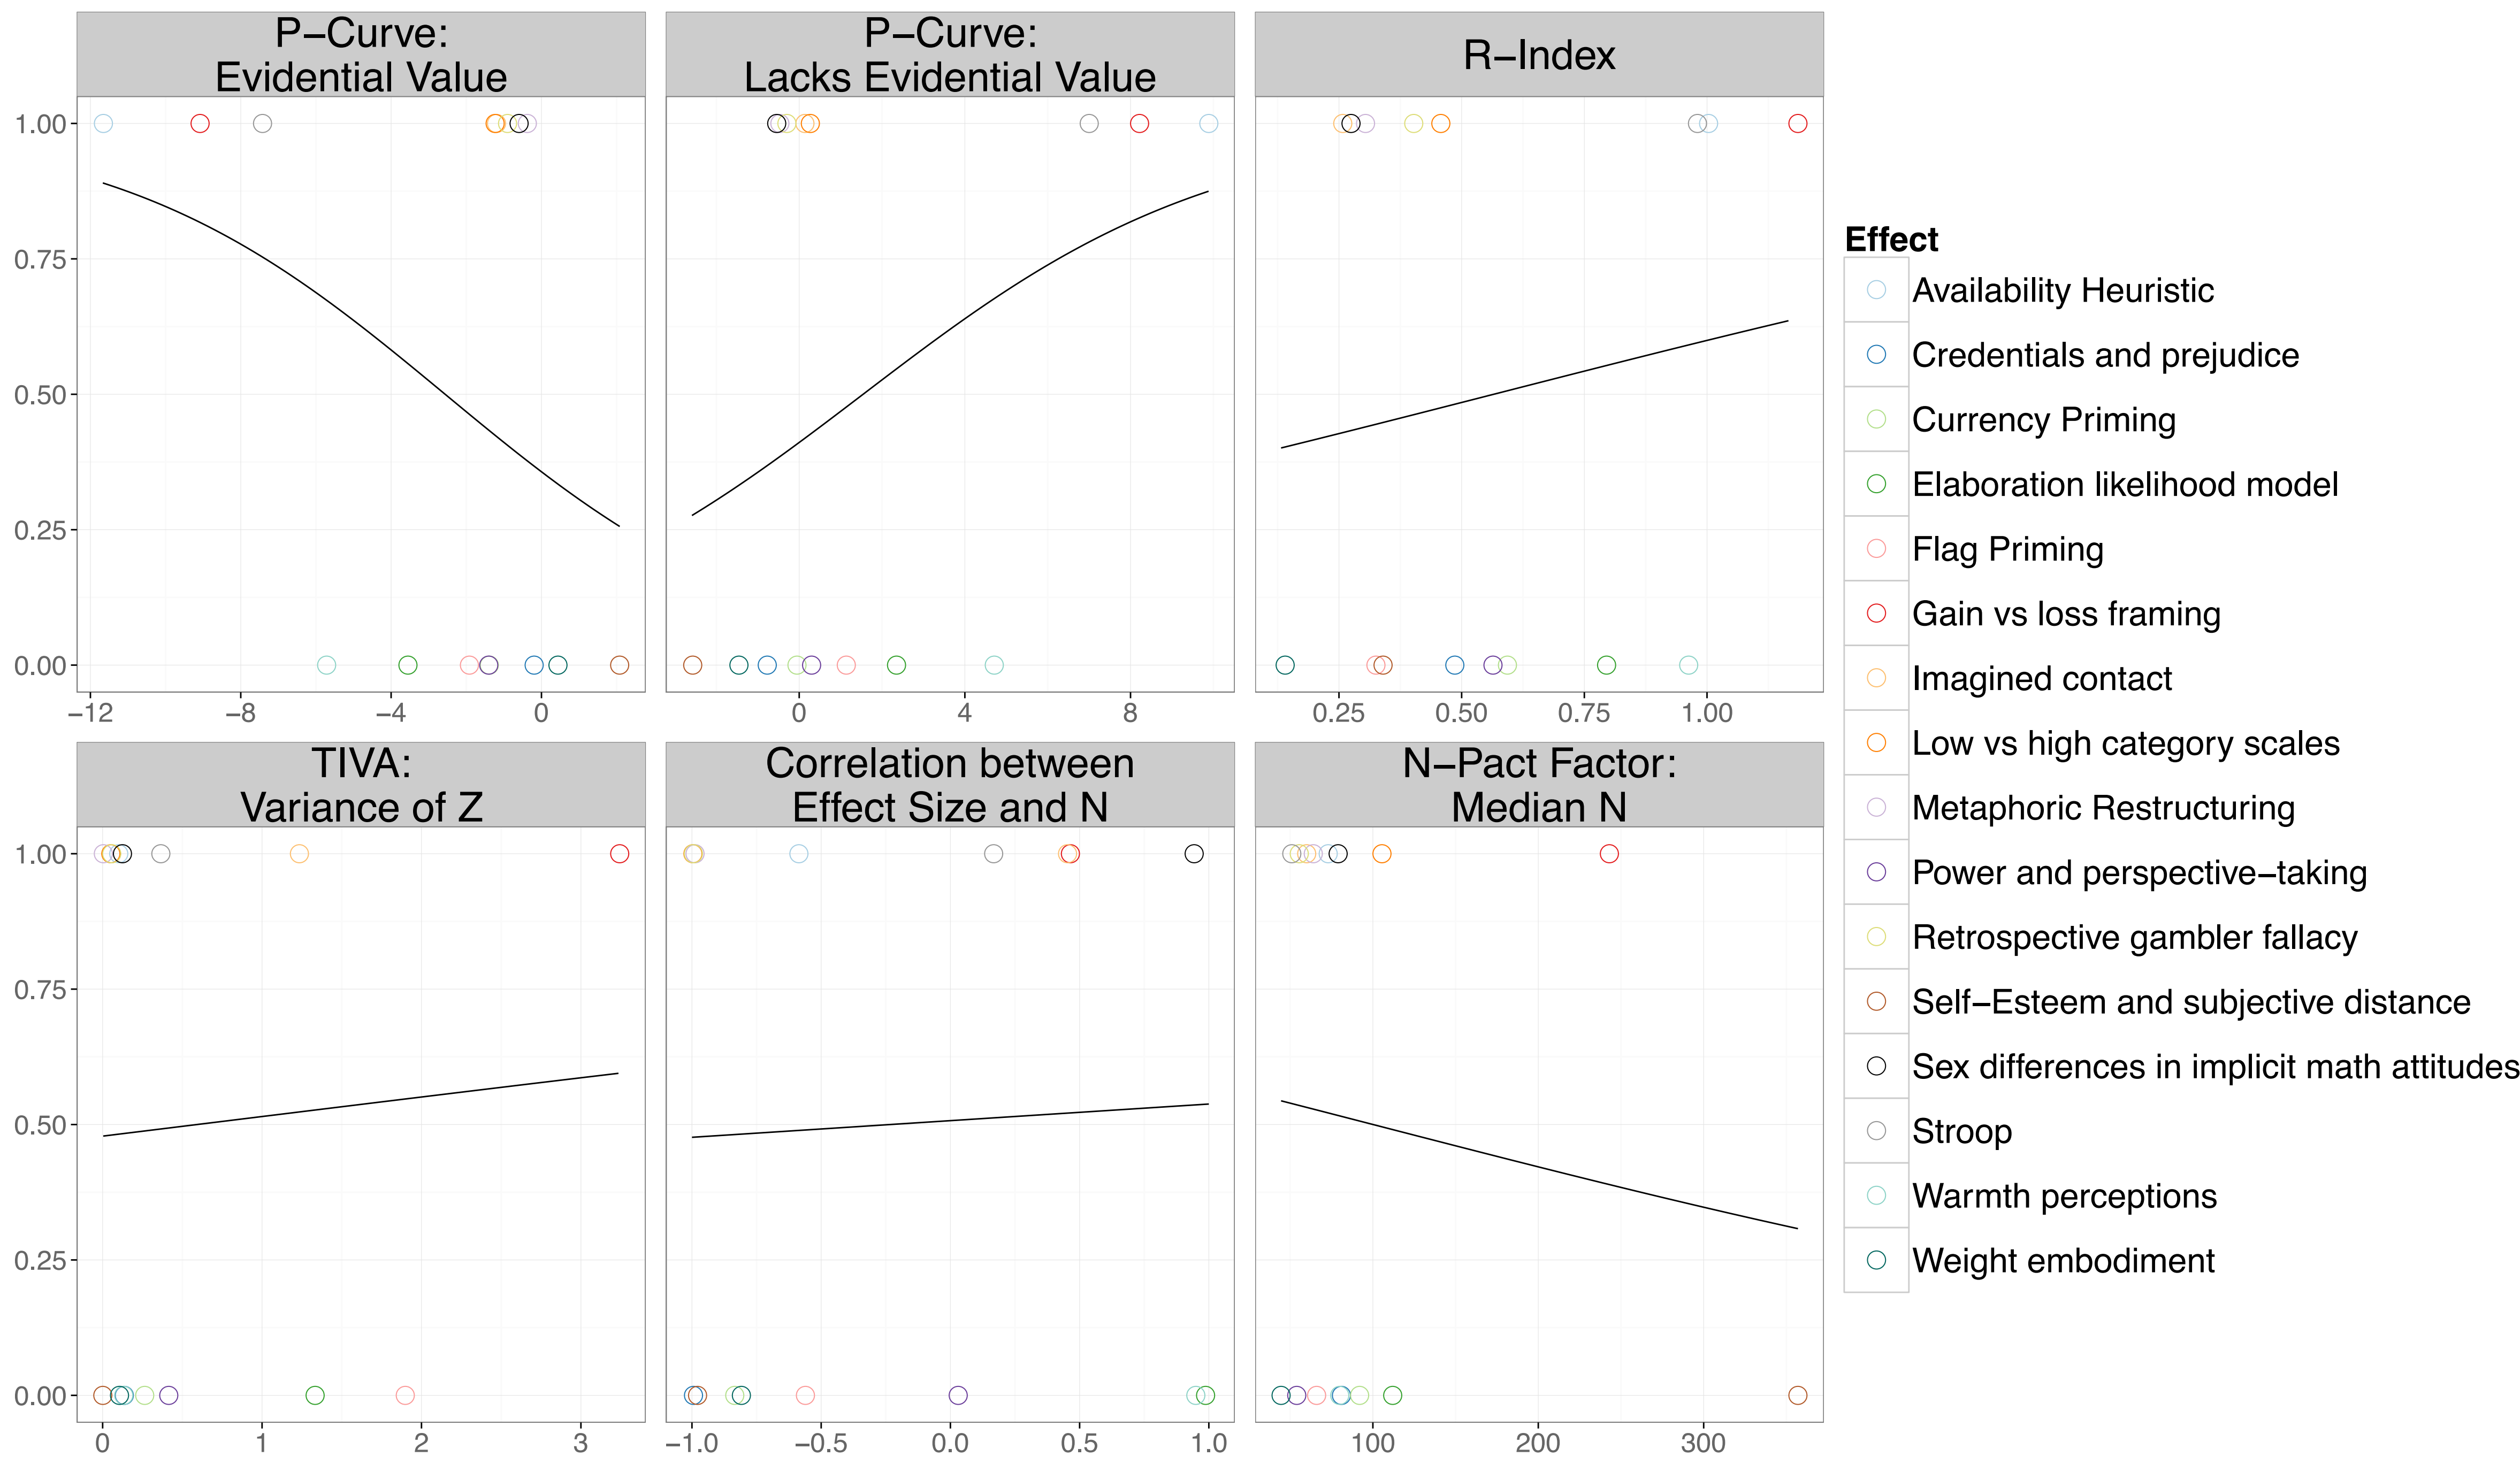 P−Curve:
Evidential Value
P−Curve:
Lacks Evidential Value
R−Index
1.00
0.75
0.50
0.25
0.00
−12 −8 −4 0
0 4 8
0.25 0.50 0.75 1.00
TIVA:
Variance of Z
Correlation between
Effect Size and N
N−Pact Factor:
Median N
1.00
0.75
0.50
0.25
0.00
0 1 2 3
−1.0 −0.5 0.0 0.5 1.0
100 200 300
Effect
Availability Heuristic
Credentials and prejudice
Currency Priming
Elaboration likelihood model
Flag Priming
Gain vs loss framing
Imagined contact
Low vs high category scales
Metaphoric Restructuring
Power and perspective−taking
Retrospective gambler fallacy
Self−Esteem and subjective distance
Sex differences in implicit math attitudes
Stroop
Warmth perceptions
Weight embodiment